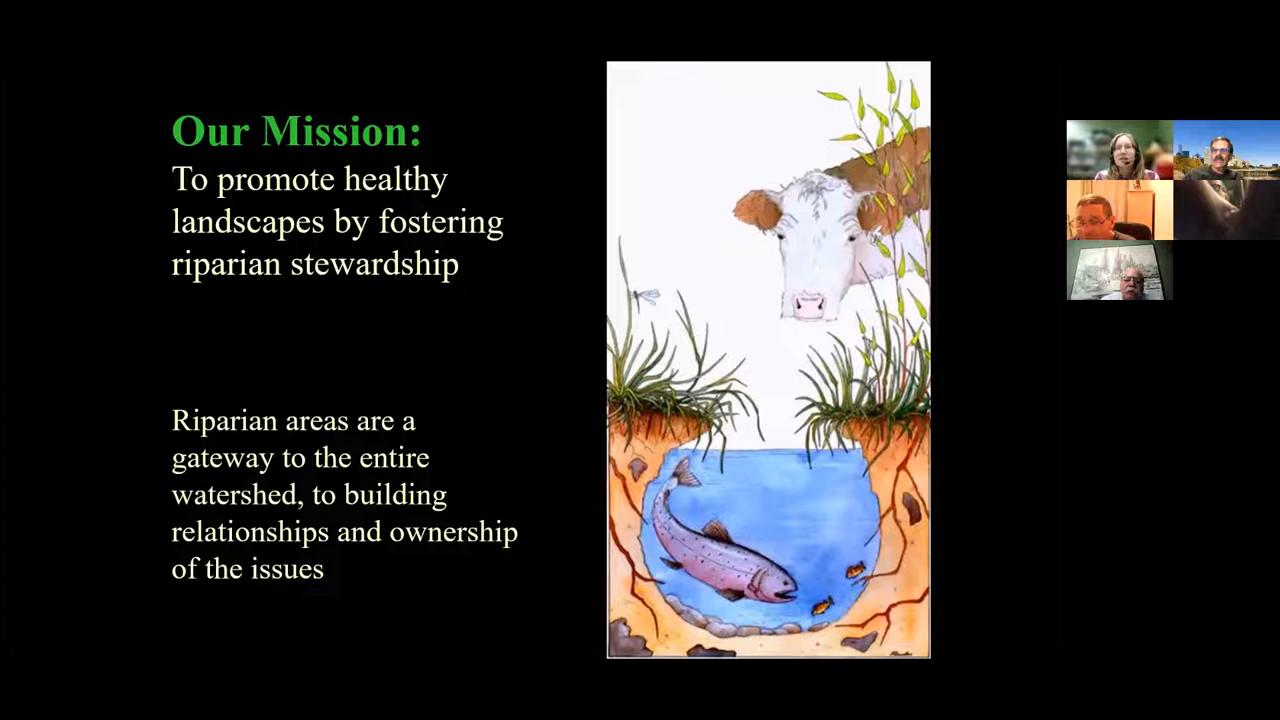 Our Mission:
To promote healthy
landscapes by fostering
riparian stewardship
Riparian areas are a
gateway to the entire
watershed, to building
relationships and ownership
of the issues